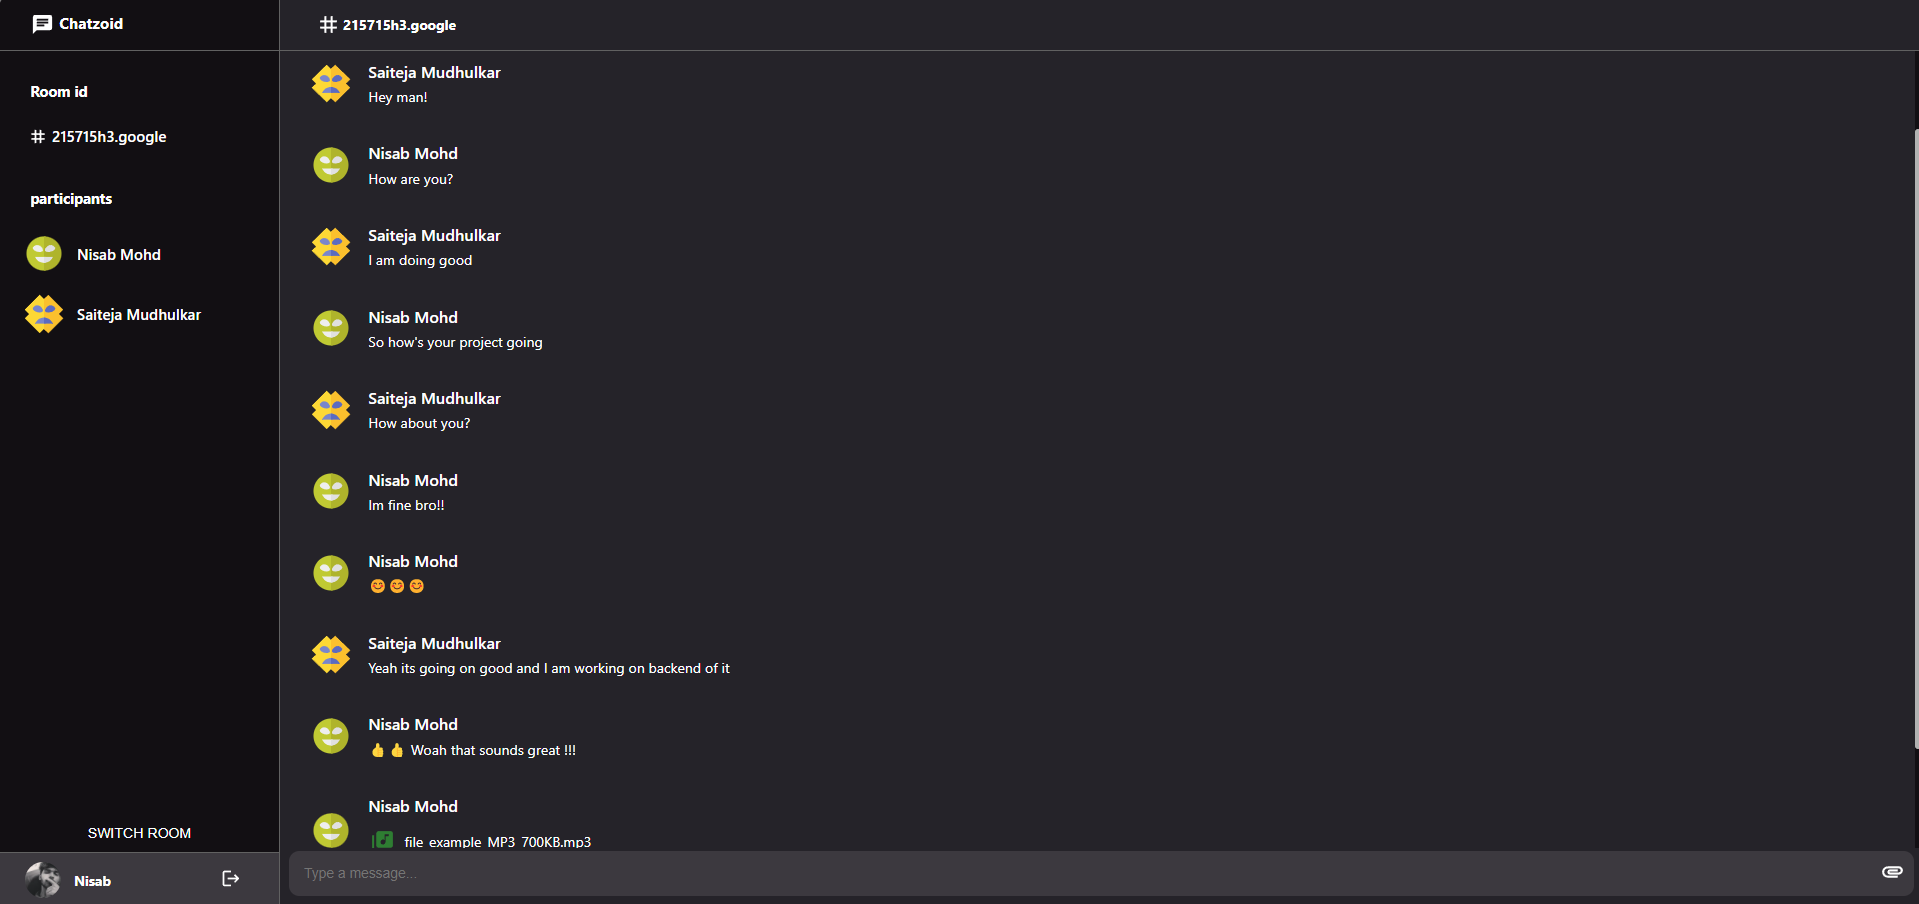 Chatzoid
Room id
# 215715h3.google
participants
Nisab Mohd
Saiteja Mudhulkar
SWITCH ROOM
Nisab
# 215715h3.google
Saiteja Mudhulkar
Hey man!
Nisab Mohd
How are you?
Saiteja Mudhulkar
I am doing good
Nisab Mohd
So how's your project going
Saiteja Mudhulkar
How about you?
Nisab Mohd
Im fine bro!!
Nisab Mohd
😊 😊 😊
Saiteja Mudhulkar
Yeah its going on good and I am working on backend of it
Nisab Mohd
👍 👍 Woah that sounds great !!!
Nisab Mohd
file_example_MP3_700KB.mp3
Type a message...